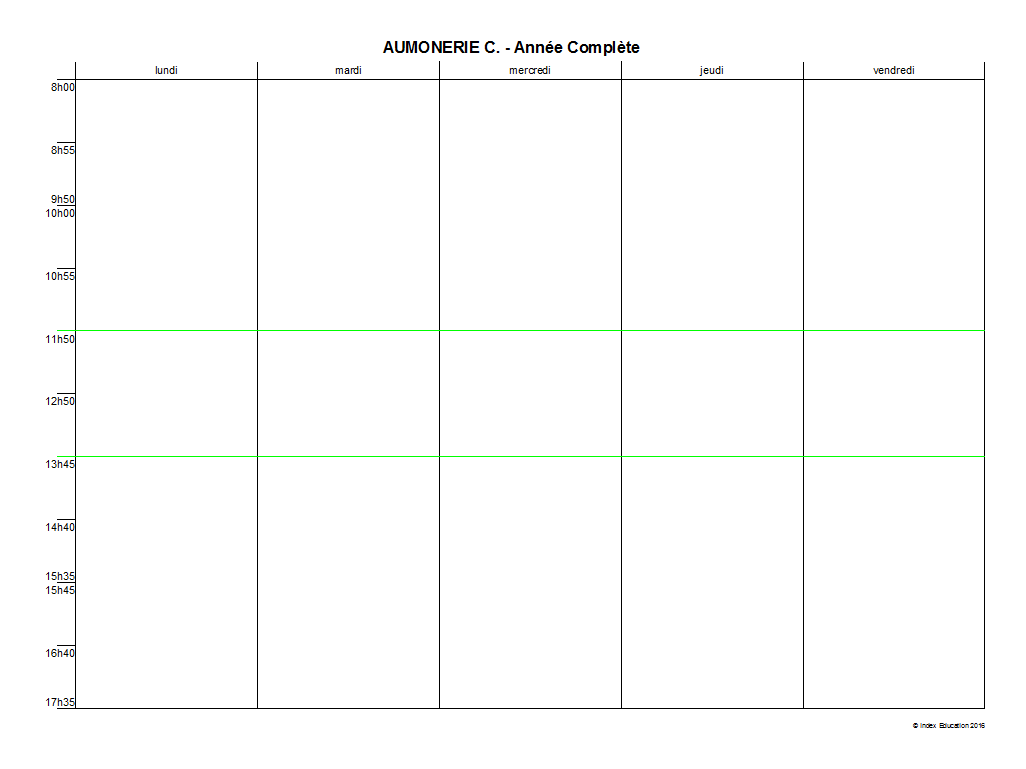 AUMONERIE C. - Année Complète
lundi mardi mercredi jeudi vendredi
8h00
8h55
9h50
10h00
10h55
11h50
12h50
13h45
14h40
15h35
15h45
16h40
17h35
© Index Education 2016